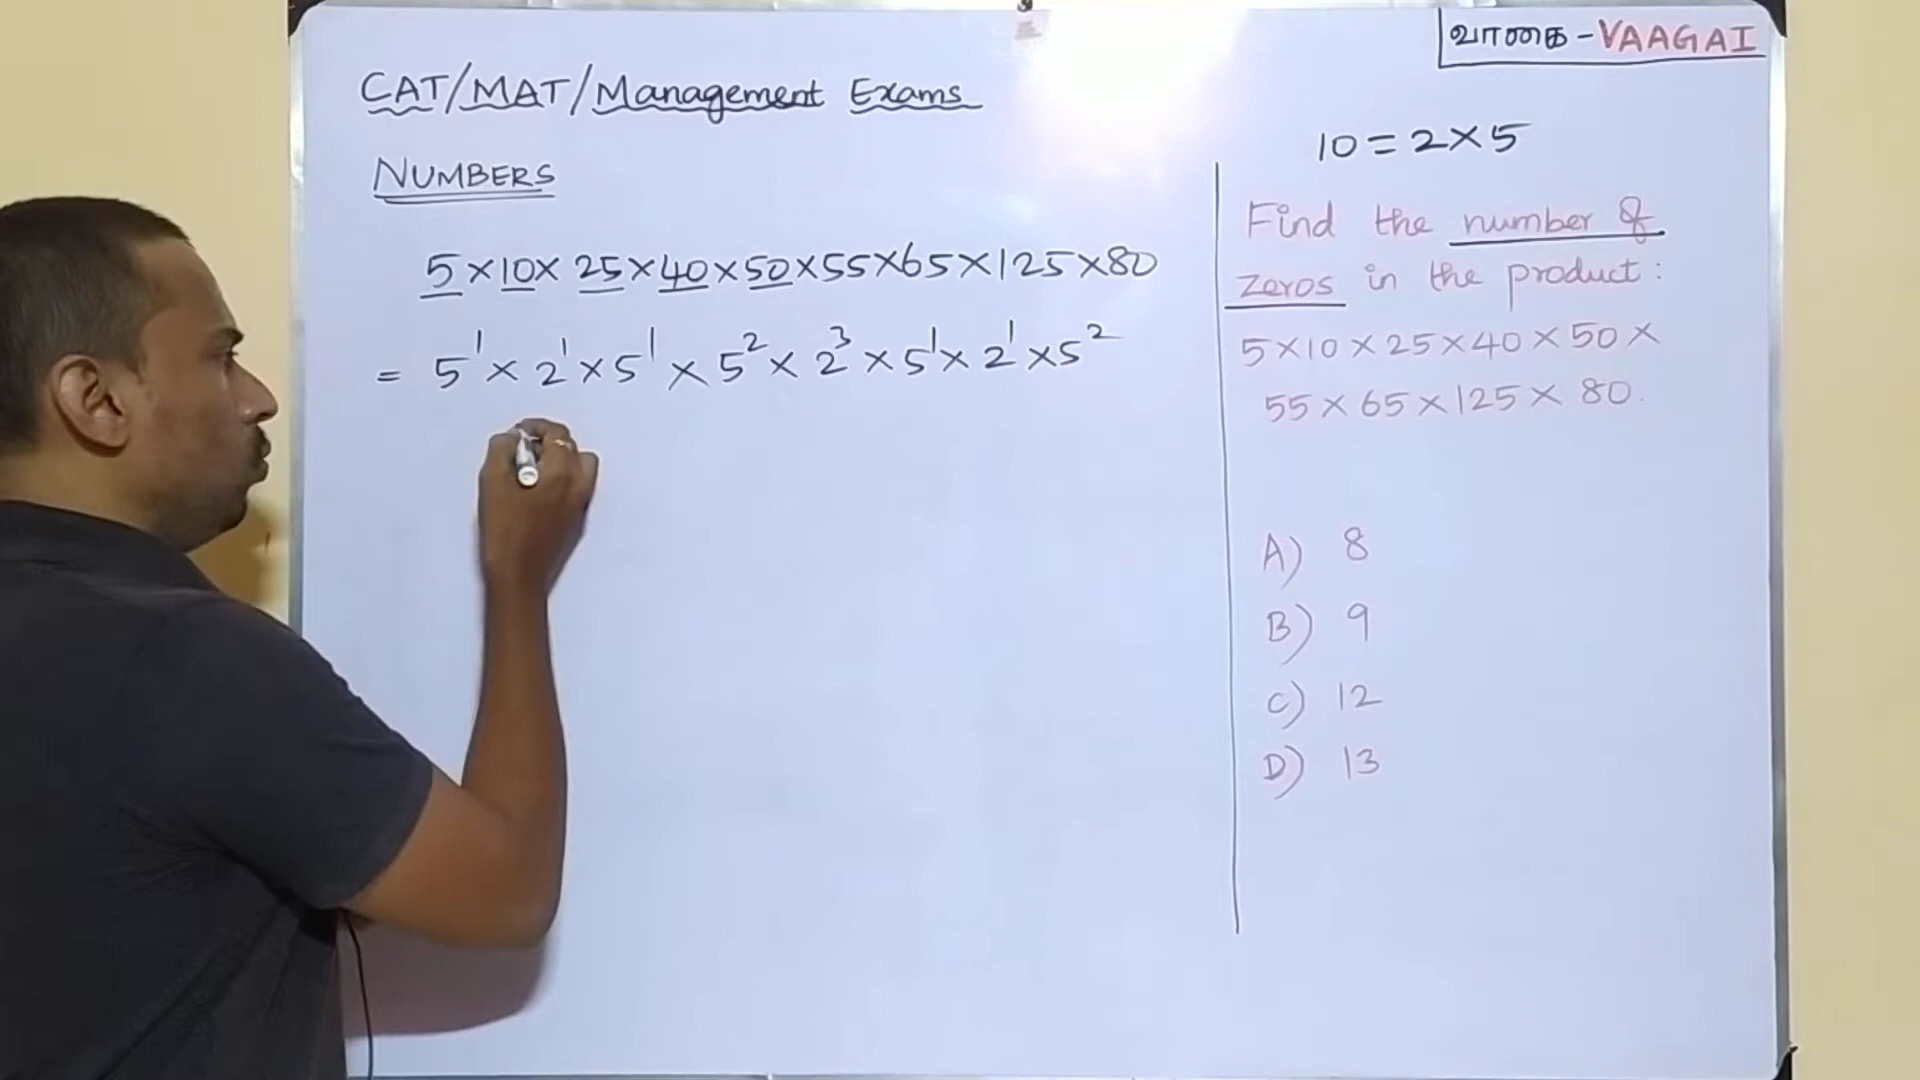 வாகை - VAAGAI
CAT/MAT/Management Exams
NUMBERS
5×10×25×40×50×55×65×125×80
= 5¹ × 2¹ × 5¹ × 5² × 2³ × 5¹ × 2¹ × 5²
10 = 2×5
Find the number of
zeros in the product:
5×10×25×40×50×
55×65×125×80.
A) 8
B) 9
C) 12
D) 13